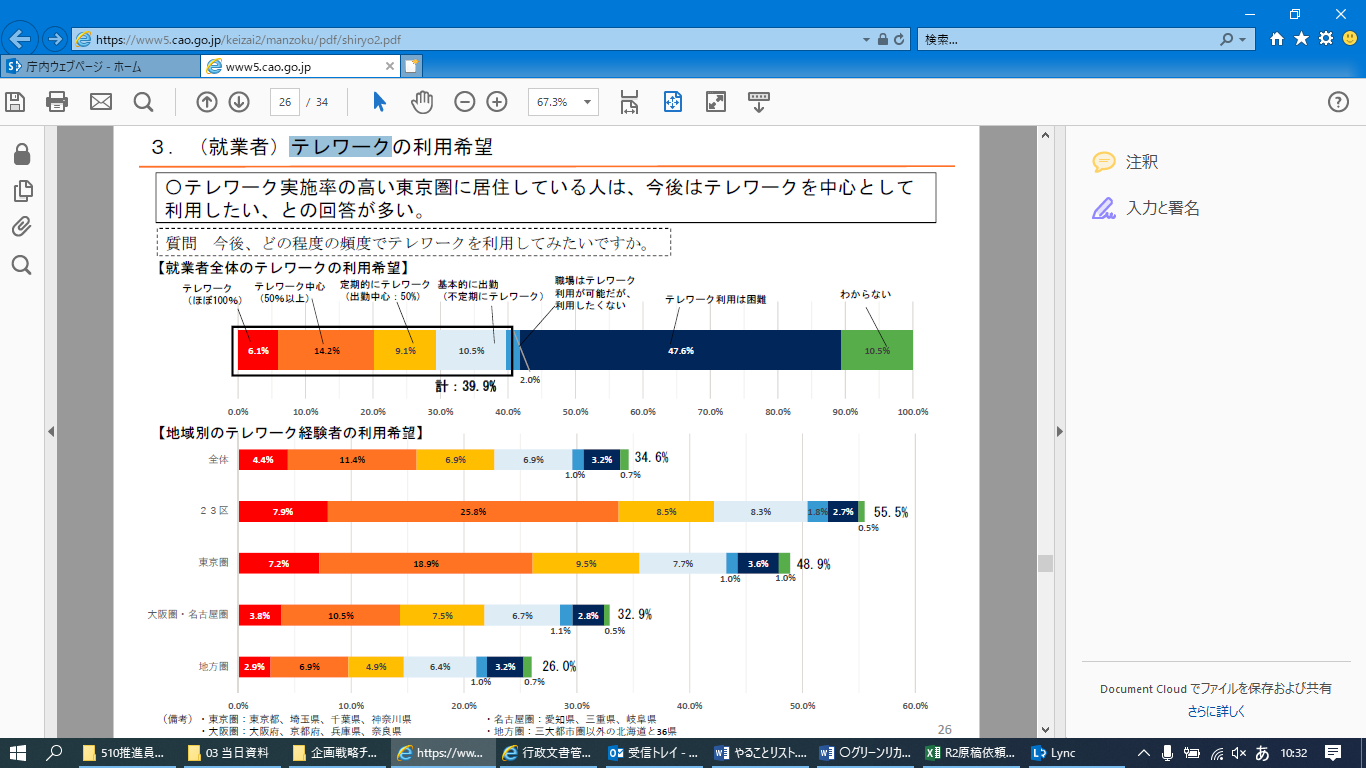 https://www5.cao.go.jp/keizai2/manzoku/pdf/shiryo2.pdf
検索...
庁内ウェブページ - ホーム
www5.cao.go.jp
26 / 34
67.3%
３．（就業者）テレワークの利用希望
〇テレワーク実施率の高い東京圏に居住している人は、今後はテレワークを中心として
利用したい、との回答が多い。
質問　今後、どの程度の頻度でテレワークを利用してみたいですか。
【就業者全体のテレワークの利用希望】
テレワーク
（ほぼ100%）
テレワーク中心
（50%以上）
定期的にテレワーク
（出勤中心：50%）
基本的に出勤
（不定期にテレワーク）
職場はテレワーク
利用が可能だが、
利用したくない
テレワーク利用は困難
わからない
6.1% 14.2% 9.1% 10.5% 47.6% 10.5%
2.0%
計：39.9%
0.0% 10.0% 20.0% 30.0% 40.0% 50.0% 60.0% 70.0% 80.0% 90.0% 100.0%
【地域別のテレワーク経験者の利用希望】
全体 4.4% 11.4% 6.9% 6.9% 3.2% 34.6%
1.0% 0.7%
２３区 7.9% 25.8% 8.5% 8.3% 1.8% 2.7% 55.5%
0.5%
東京圏 7.2% 18.9% 9.5% 7.7% 3.6% 48.9%
1.0% 1.0%
大阪圏・名古屋圏 3.8% 10.5% 7.5% 6.7% 2.8% 32.9%
1.1% 0.5%
地方圏 2.9% 6.9% 4.9% 6.4% 3.2% 26.0%
1.0% 0.7%
0.0% 10.0% 20.0% 30.0% 40.0% 50.0% 60.0%
（備考）・東京圏：東京都、埼玉県、千葉県、神奈川県 ・名古屋圏：愛知県、三重県、岐阜県
・大阪圏：大阪府、京都府、兵庫県、奈良県 ・地方圏：三大都市圏以外の北海道と36県
26
注釈
入力と署名
Document Cloud でファイルを保存および共有
さらに詳しく
510推進員...
03 当日資料
企画戦略チ...
https://ww...
行政文書管...
受信トレイ - ...
やることリスト....
〇グリーンリカ...
R2原稿依頼...
Lync
あ
10:32